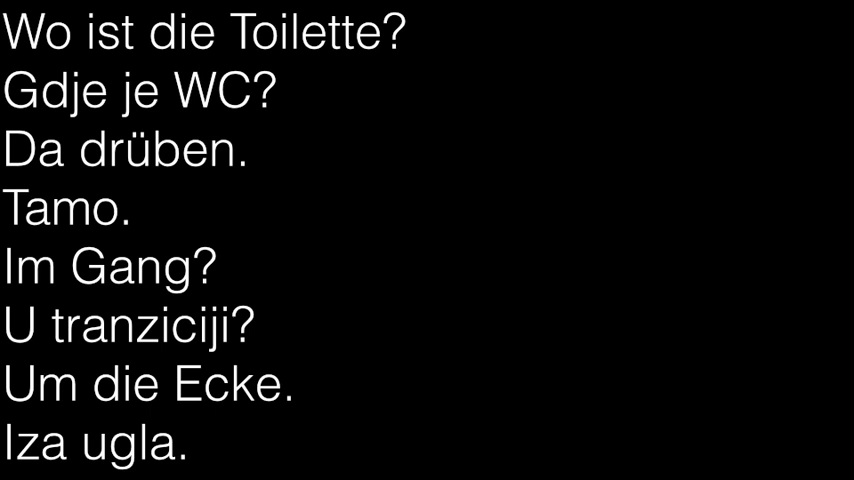 Wo ist die Toilette?
Gdje je WC?
Da drüben.
Tamo.
Im Gang?
U tranziciji?
Um die Ecke.
Iza ugla.